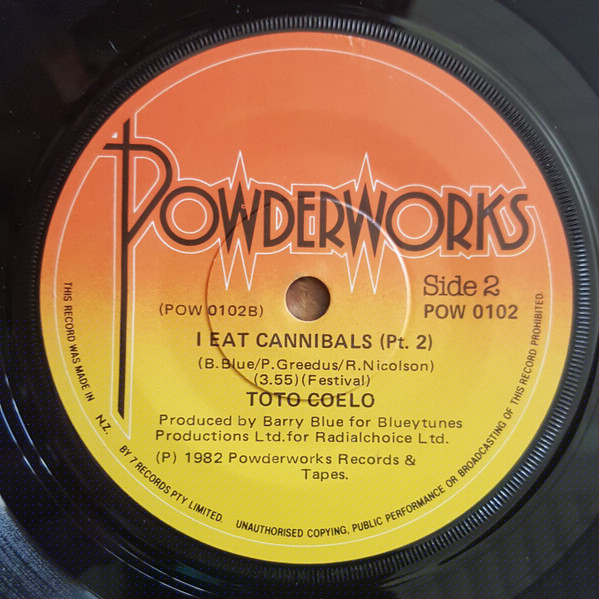 POWDERWORKS
Side 2
(POW 0102B) POW 0102
I EAT CANNIBALS (Pt. 2)
(B.Blue/P.Greedus/R.Nicolson)
(3.55)(Festival)
TOTO COELO
Produced by Barry Blue for Blueytunes
Productions Ltd.for Radialchoice Ltd.
(P) 1982 Powderworks Records &
Tapes.
THIS RECORD WAS MADE IN N.Z. BY 7 RECORDS PTY LIMITED. UNAUTHORISED COPYING, PUBLIC PERFORMANCE OR BROADCASTING OF THIS RECORD PROHIBITED.